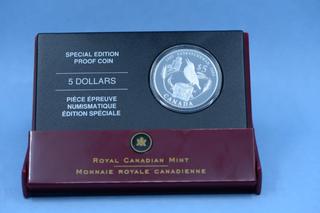 SPECIAL EDITION
PROOF COIN
5 DOLLARS
PIÈCE ÉPREUVE
NUMISMATIQUE
ÉDITION SPÉCIALE
$5
CANADA
ROYAL CANADIAN MINT
MONNAIE ROYALE CANADIENNE